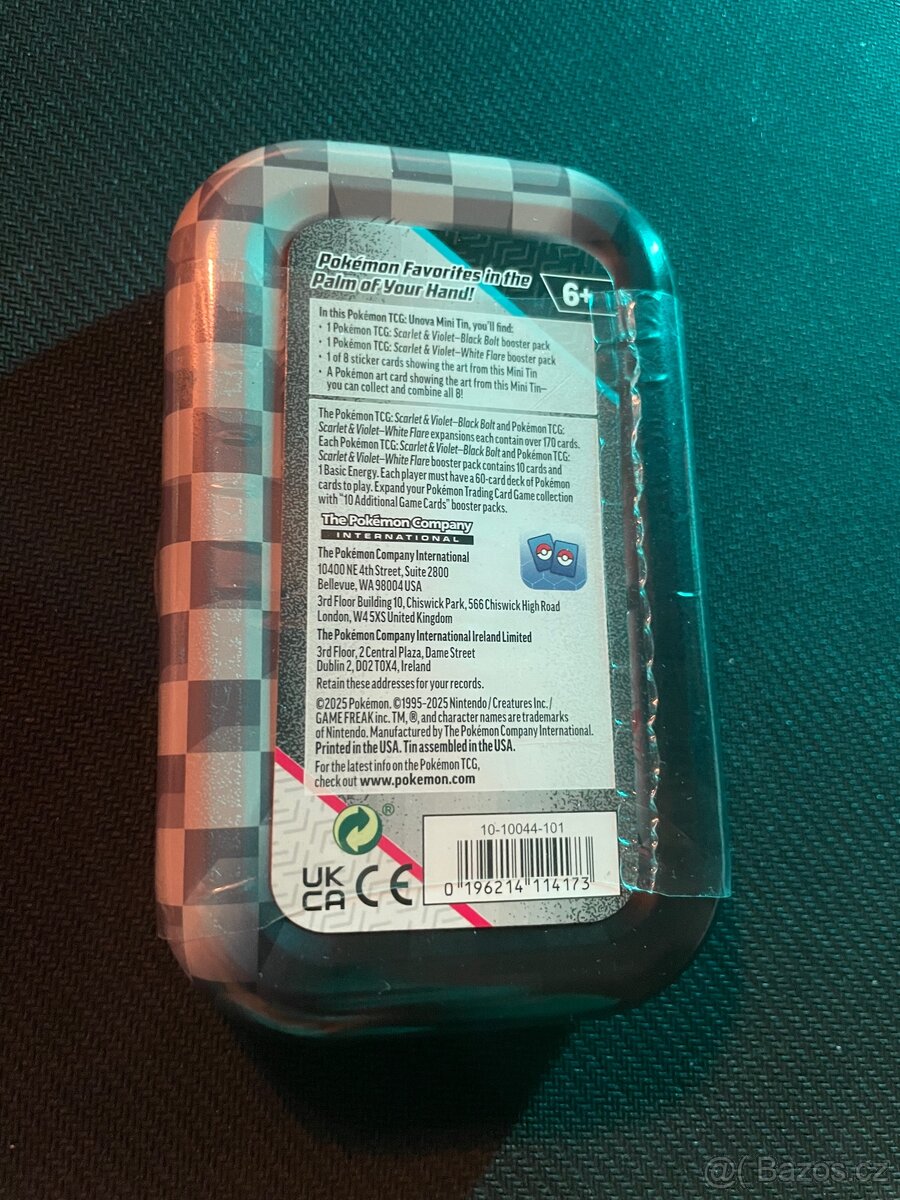 Pokémon Favorites in the
Palm of Your Hand!
6+
In this Pokémon TCG: Unova Mini Tin, you'll find:
• 1 Pokémon TCG: Scarlet & Violet—Black Bolt booster pack
• 1 Pokémon TCG: Scarlet & Violet—White Flare booster pack
• 1 of 8 sticker cards showing the art from this Mini Tin
• A Pokémon art card showing the art from this Mini Tin—
you can collect and combine all 8!
The Pokémon TCG: Scarlet & Violet—Black Bolt and Pokémon TCG:
Scarlet & Violet—White Flare expansions each contain over 170 cards.
Each Pokémon TCG: Scarlet & Violet—Black Bolt and Pokémon TCG:
Scarlet & Violet—White Flare booster pack contains 10 cards and
1 Basic Energy. Each player must have a 60-card deck of Pokémon
cards to play. Expand your Pokémon Trading Card Game collection
with "10 Additional Game Cards" booster packs.
The Pokémon Company
INTERNATIONAL
The Pokémon Company International
10400 NE 4th Street, Suite 2800
Bellevue, WA 98004 USA
3rd Floor Building 10, Chiswick Park, 566 Chiswick High Road
London, W4 5XS United Kingdom
The Pokémon Company International Ireland Limited
3rd Floor, 2 Central Plaza, Dame Street
Dublin 2, D02 T0X4, Ireland
Retain these addresses for your records.
©2025 Pokémon. ©1995-2025 Nintendo / Creatures Inc. /
GAME FREAK inc. TM, ®, and character names are trademarks
of Nintendo. Manufactured by The Pokémon Company International.
Printed in the USA. Tin assembled in the USA.
For the latest info on the Pokémon TCG,
check out www.pokemon.com
®
UK
CA CE
10-10044-101
0 196214 114173
@( Bazos.cz